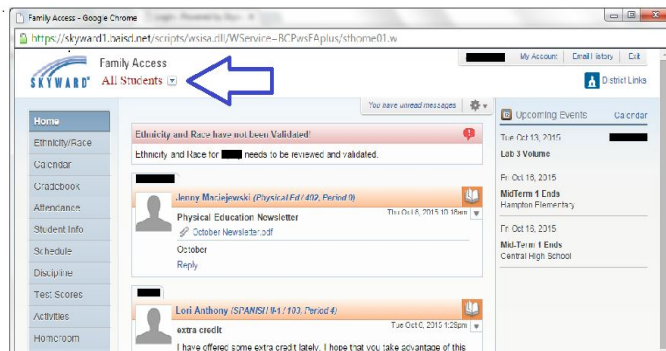 Family Access - Google Chrome
https://skyward1.baisd.net/scripts/wsisa.dll/WService=BCPwsFAplus/sfhome01.w
Family Access
My Account Email History Exit
SKYWARD® All Students
District Links
You have unread messages
Home
Ethnicity/Race
Calendar
Gradebook
Attendance
Student Info
Schedule
Discipline
Test Scores
Activities
Homeroom
Ethnicity and Race have not been Validated!
Ethnicity and Race for needs to be reviewed and validated.
Jenny Maciejewski (Physical Ed / 402, Period 0)
Physical Education Newsletter
Thu Oct 8, 2015 10:18am
October Newsletter.pdf
October
Reply
Lori Anthony (SPANISH II-1 / 103, Period 4)
extra credit
Tue Oct 6, 2015 1:29pm
I have offered some extra credit lately. I hope that you take advantage of this
Upcoming Events Calendar
Tue Oct 13, 2015
Lab 3 Volume
Fri Oct 16, 2015
MidTerm 1 Ends
Hampton Elementary
Fri Oct 16, 2015
Mid-Term 1 Ends
Central High School